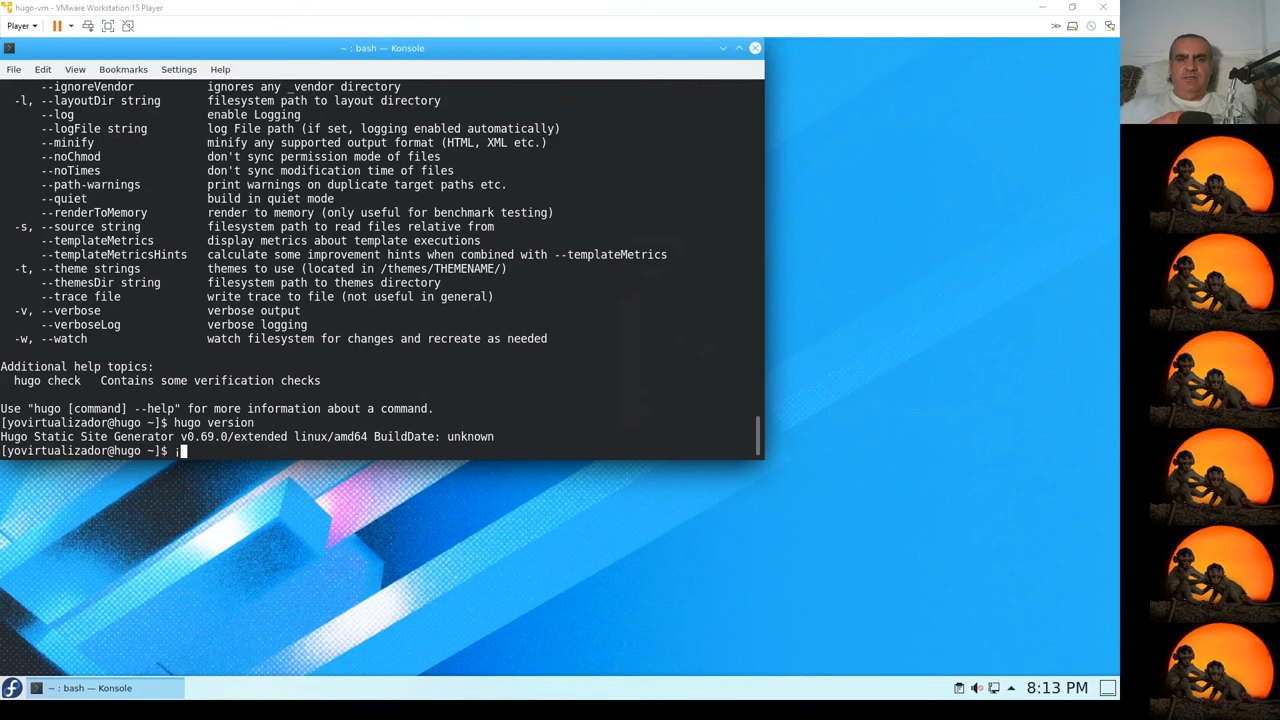 hugo-vm - VMware Workstation 15 Player
Player
~ : bash — Konsole
File Edit View Bookmarks Settings Help
--ignoreVendor ignores any _vendor directory
-l, --layoutDir string filesystem path to layout directory
--log enable Logging
--logFile string log File path (if set, logging enabled automatically)
--minify minify any supported output format (HTML, XML etc.)
--noChmod don't sync permission mode of files
--noTimes don't sync modification time of files
--path-warnings print warnings on duplicate target paths etc.
--quiet build in quiet mode
--renderToMemory render to memory (only useful for benchmark testing)
-s, --source string filesystem path to read files relative from
--templateMetrics display metrics about template executions
--templateMetricsHints calculate some improvement hints when combined with --templateMetrics
-t, --theme strings themes to use (located in /themes/THEMENAME/)
--themesDir string filesystem path to themes directory
--trace file write trace to file (not useful in general)
-v, --verbose verbose output
--verboseLog verbose logging
-w, --watch watch filesystem for changes and recreate as needed
Additional help topics:
hugo check Contains some verification checks
Use "hugo [command] --help" for more information about a command.
[yovirtualizador@hugo ~]$ hugo version
Hugo Static Site Generator v0.69.0/extended linux/amd64 BuildDate: unknown
[yovirtualizador@hugo ~]$ ¡
~ : bash — Konsole
8:13 PM